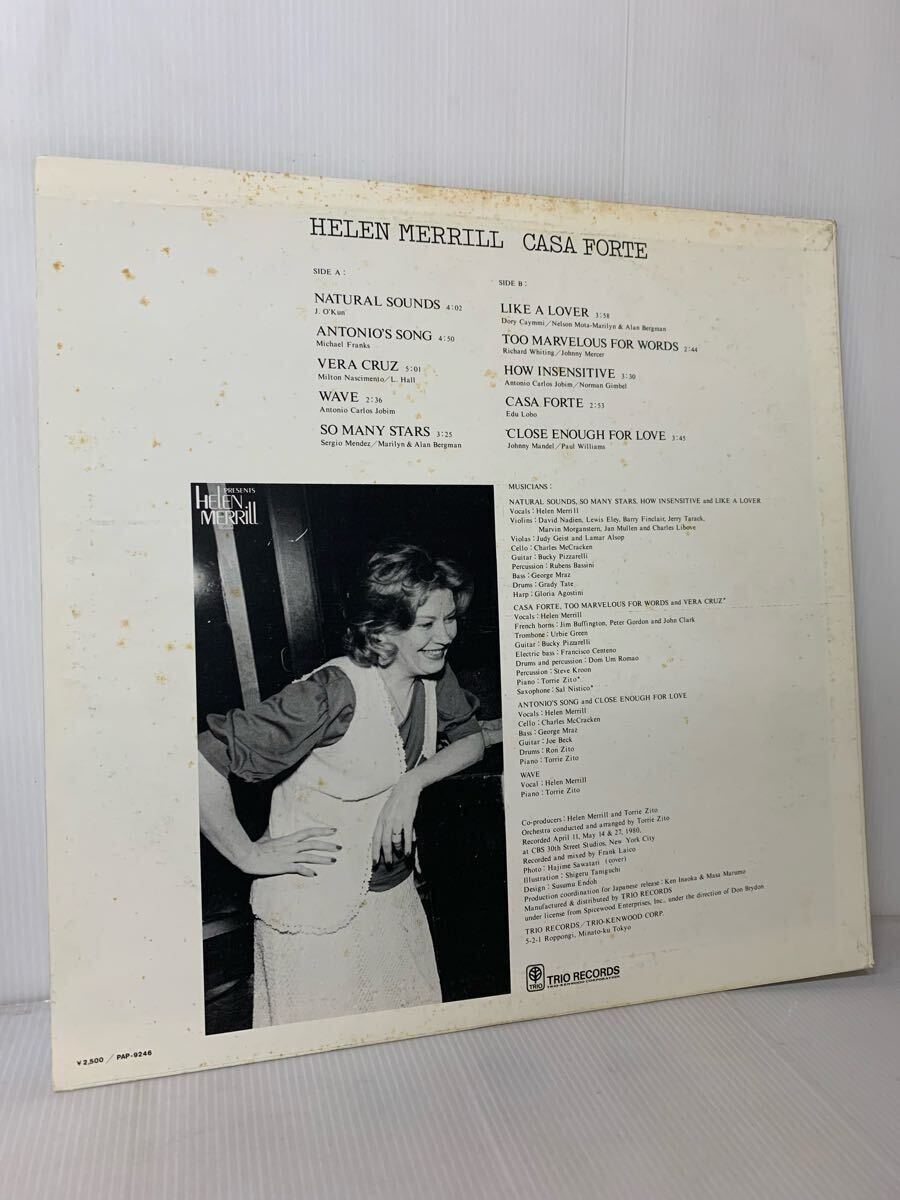 HELEN MERRILL CASA FORTE
SIDE A:
NATURAL SOUNDS 4:02
J. O'Kun
ANTONIO'S SONG 4:50
Michael Franks
VERA CRUZ 5:01
Milton Nascimento/L. Hall
WAVE 2:36
Antonio Carlos Jobim
SO MANY STARS 3:25
Sergio Mendez/Marilyn & Alan Bergman
SIDE B:
LIKE A LOVER 3:58
Dory Caymmi/Nelson Mota-Marilyn & Alan Bergman
TOO MARVELOUS FOR WORDS 2:44
Richard Whiting/Johnny Mercer
HOW INSENSITIVE 3:30
Antonio Carlos Jobim/Norman Gimbel
CASA FORTE 2:53
Edu Lobo
CLOSE ENOUGH FOR LOVE 3:45
Johnny Mandel/Paul Williams
PRESENTS
HELEN
MERRILL
MUSICIANS:
NATURAL SOUNDS, SO MANY STARS, HOW INSENSITIVE and LIKE A LOVER
Vocals: Helen Merrill
Violins: David Nadien, Lewis Eley, Barry Finclair, Jerry Tarack,
Marvin Morganstern, Jan Mullen and Charles Libove
Violas: Judy Geist and Lamar Alsop
Cello: Charles McCracken
Guitar: Bucky Pizzarelli
Percussion: Rubens Bassini
Bass: George Mraz
Drums: Grady Tate
Harp: Gloria Agostini
CASA FORTE, TOO MARVELOUS FOR WORDS and VERA CRUZ*
Vocals: Helen Merrill
French horns: Jim Buffington, Peter Gordon and John Clark
Trombone: Urbie Green
Guitar: Bucky Pizzarelli
Electric bass: Francisco Centeno
Drums and percussion: Dom Um Romao
Percussion: Steve Kroon
Piano: Torrie Zito*
Saxophone: Sal Nistico*
ANTONIO'S SONG and CLOSE ENOUGH FOR LOVE
Vocals: Helen Merrill
Cello: Charles McCracken
Bass: George Mraz
Guitar: Joe Beck
Drums: Ron Zito
Piano: Torrie Zito
WAVE
Vocal: Helen Merrill
Piano: Torrie Zito
Co-producers: Helen Merrill and Torrie Zito
Orchestra conducted and arranged by Torrie Zito
Recorded April 11, May 14 & 27, 1980,
at CBS 30th Street Studios, New York City
Recorded and mixed by Frank Laico
Photo: Hajime Sawatari (cover)
Illustration: Shigeru Taniguchi
Design: Susumu Endoh
Production coordination for Japanese release: Ken Inaoka & Masa Marumo
Manufactured & distributed by TRIO RECORDS
under license from Spicewood Enterprises, Inc., under the direction of Don Brydon
TRIO RECORDS/TRIO-KENWOOD CORP.
5-2-1 Roppongi, Minato-ku Tokyo
TRIO TRIO RECORDS
TRIO-KENWOOD CORPORATION
¥2,500 / PAP-9246